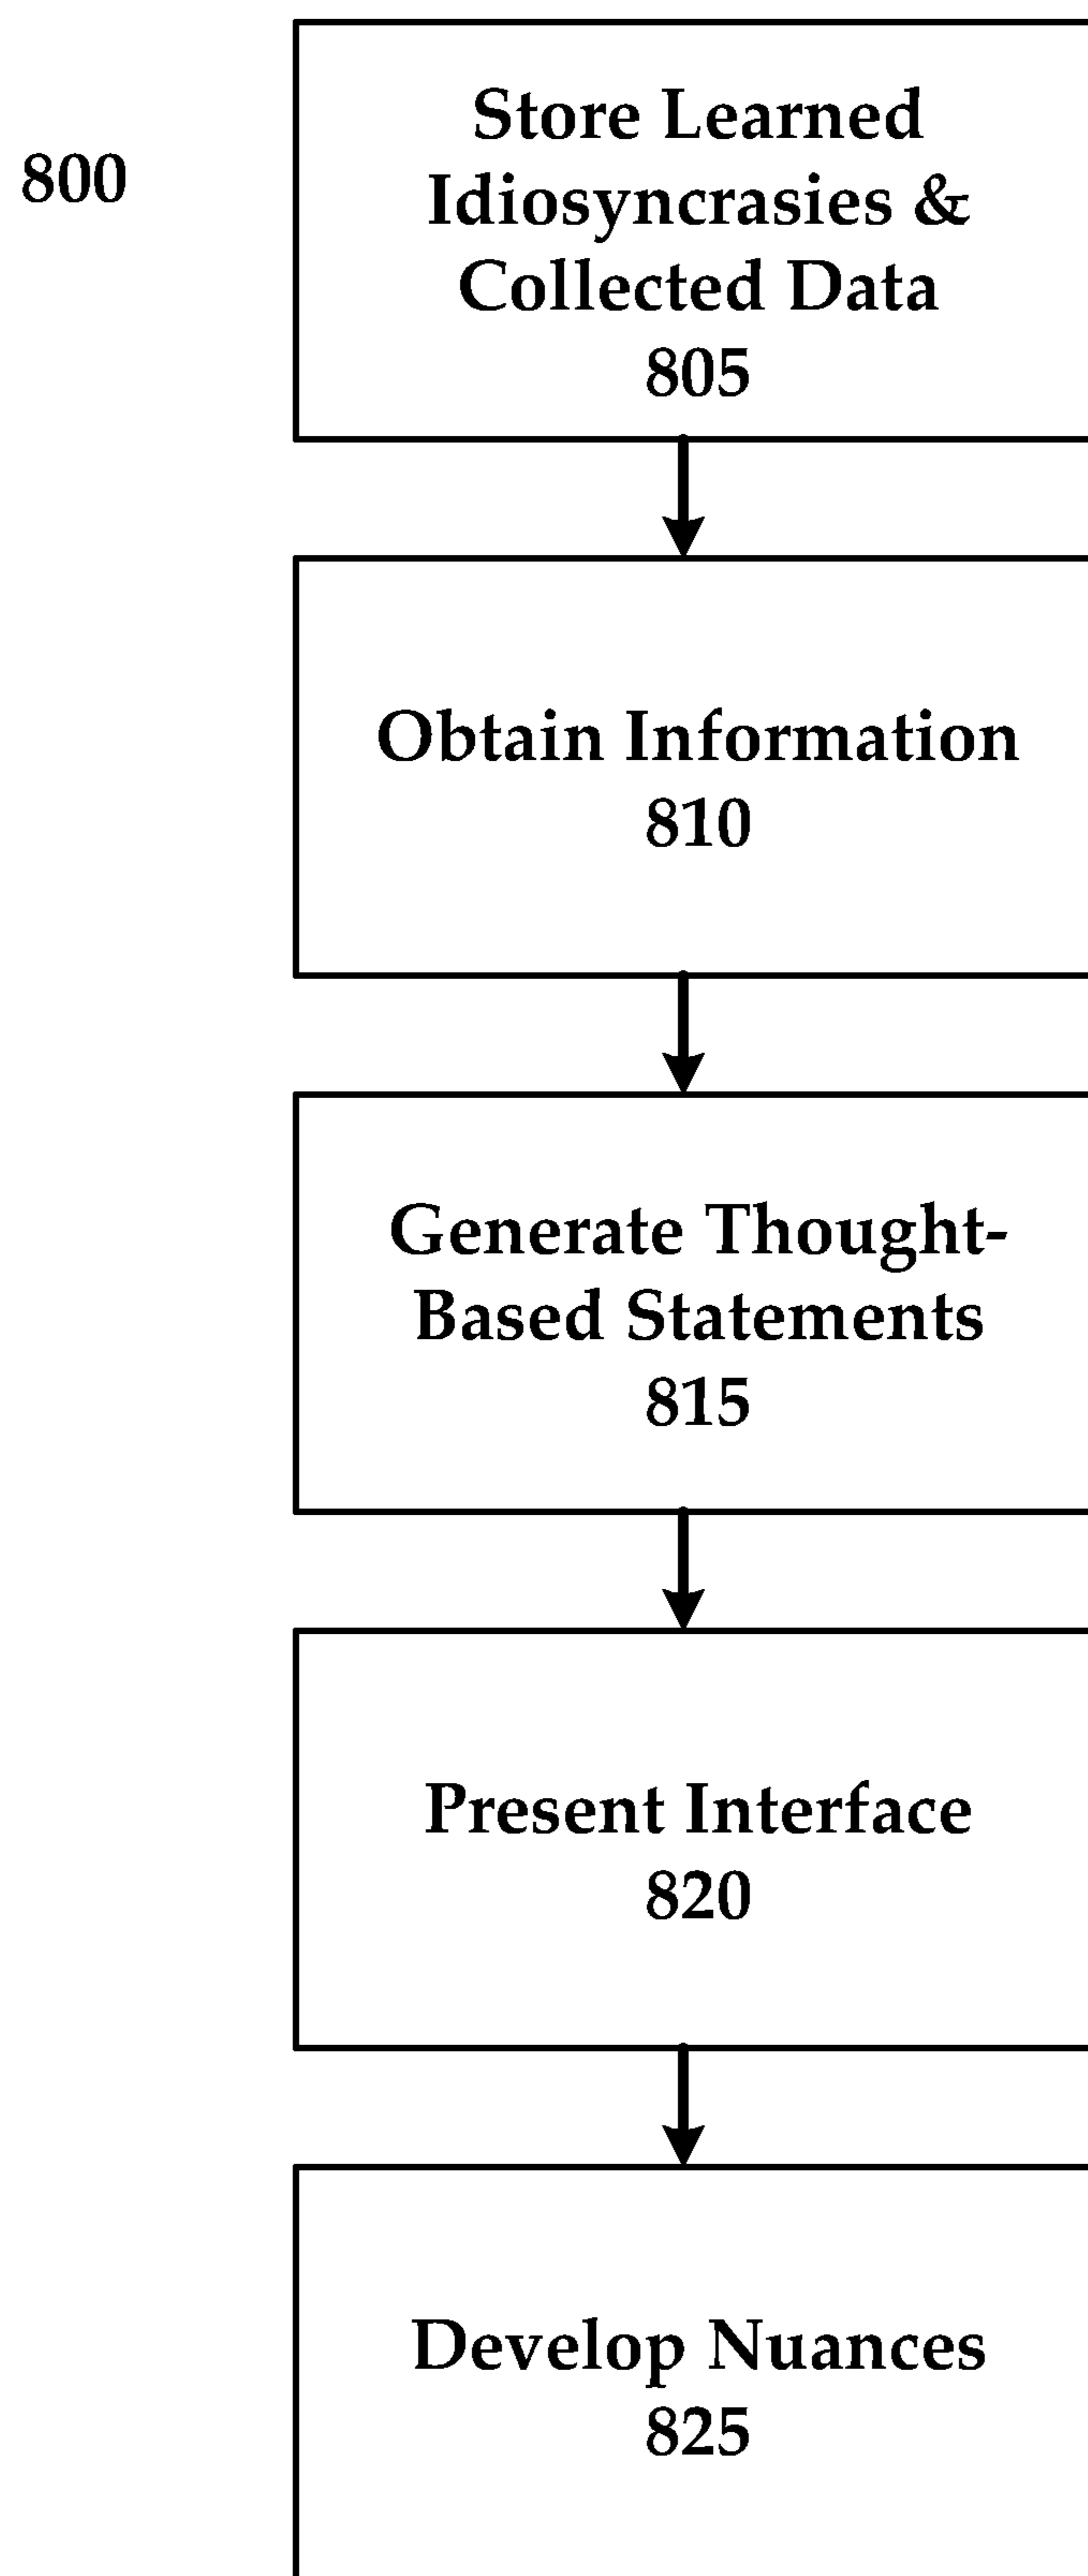 800
Store Learned
Idiosyncrasies &
Collected Data
805
Obtain Information
810
Generate Thought-
Based Statements
815
Present Interface
820
Develop Nuances
825